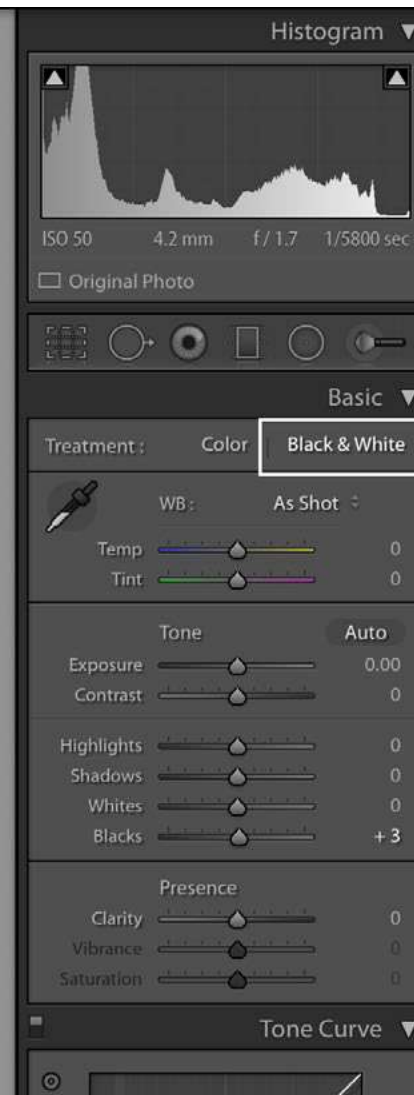 Histogram
ISO 50 4.2 mm f / 1.7 1/5800 sec
Original Photo
Basic
Treatment : Color Black & White
WB : As Shot
Temp 0
Tint 0
Tone Auto
Exposure 0.00
Contrast 0
Highlights 0
Shadows 0
Whites 0
Blacks + 3
Presence
Clarity 0
Vibrance 0
Saturation 0
Tone Curve